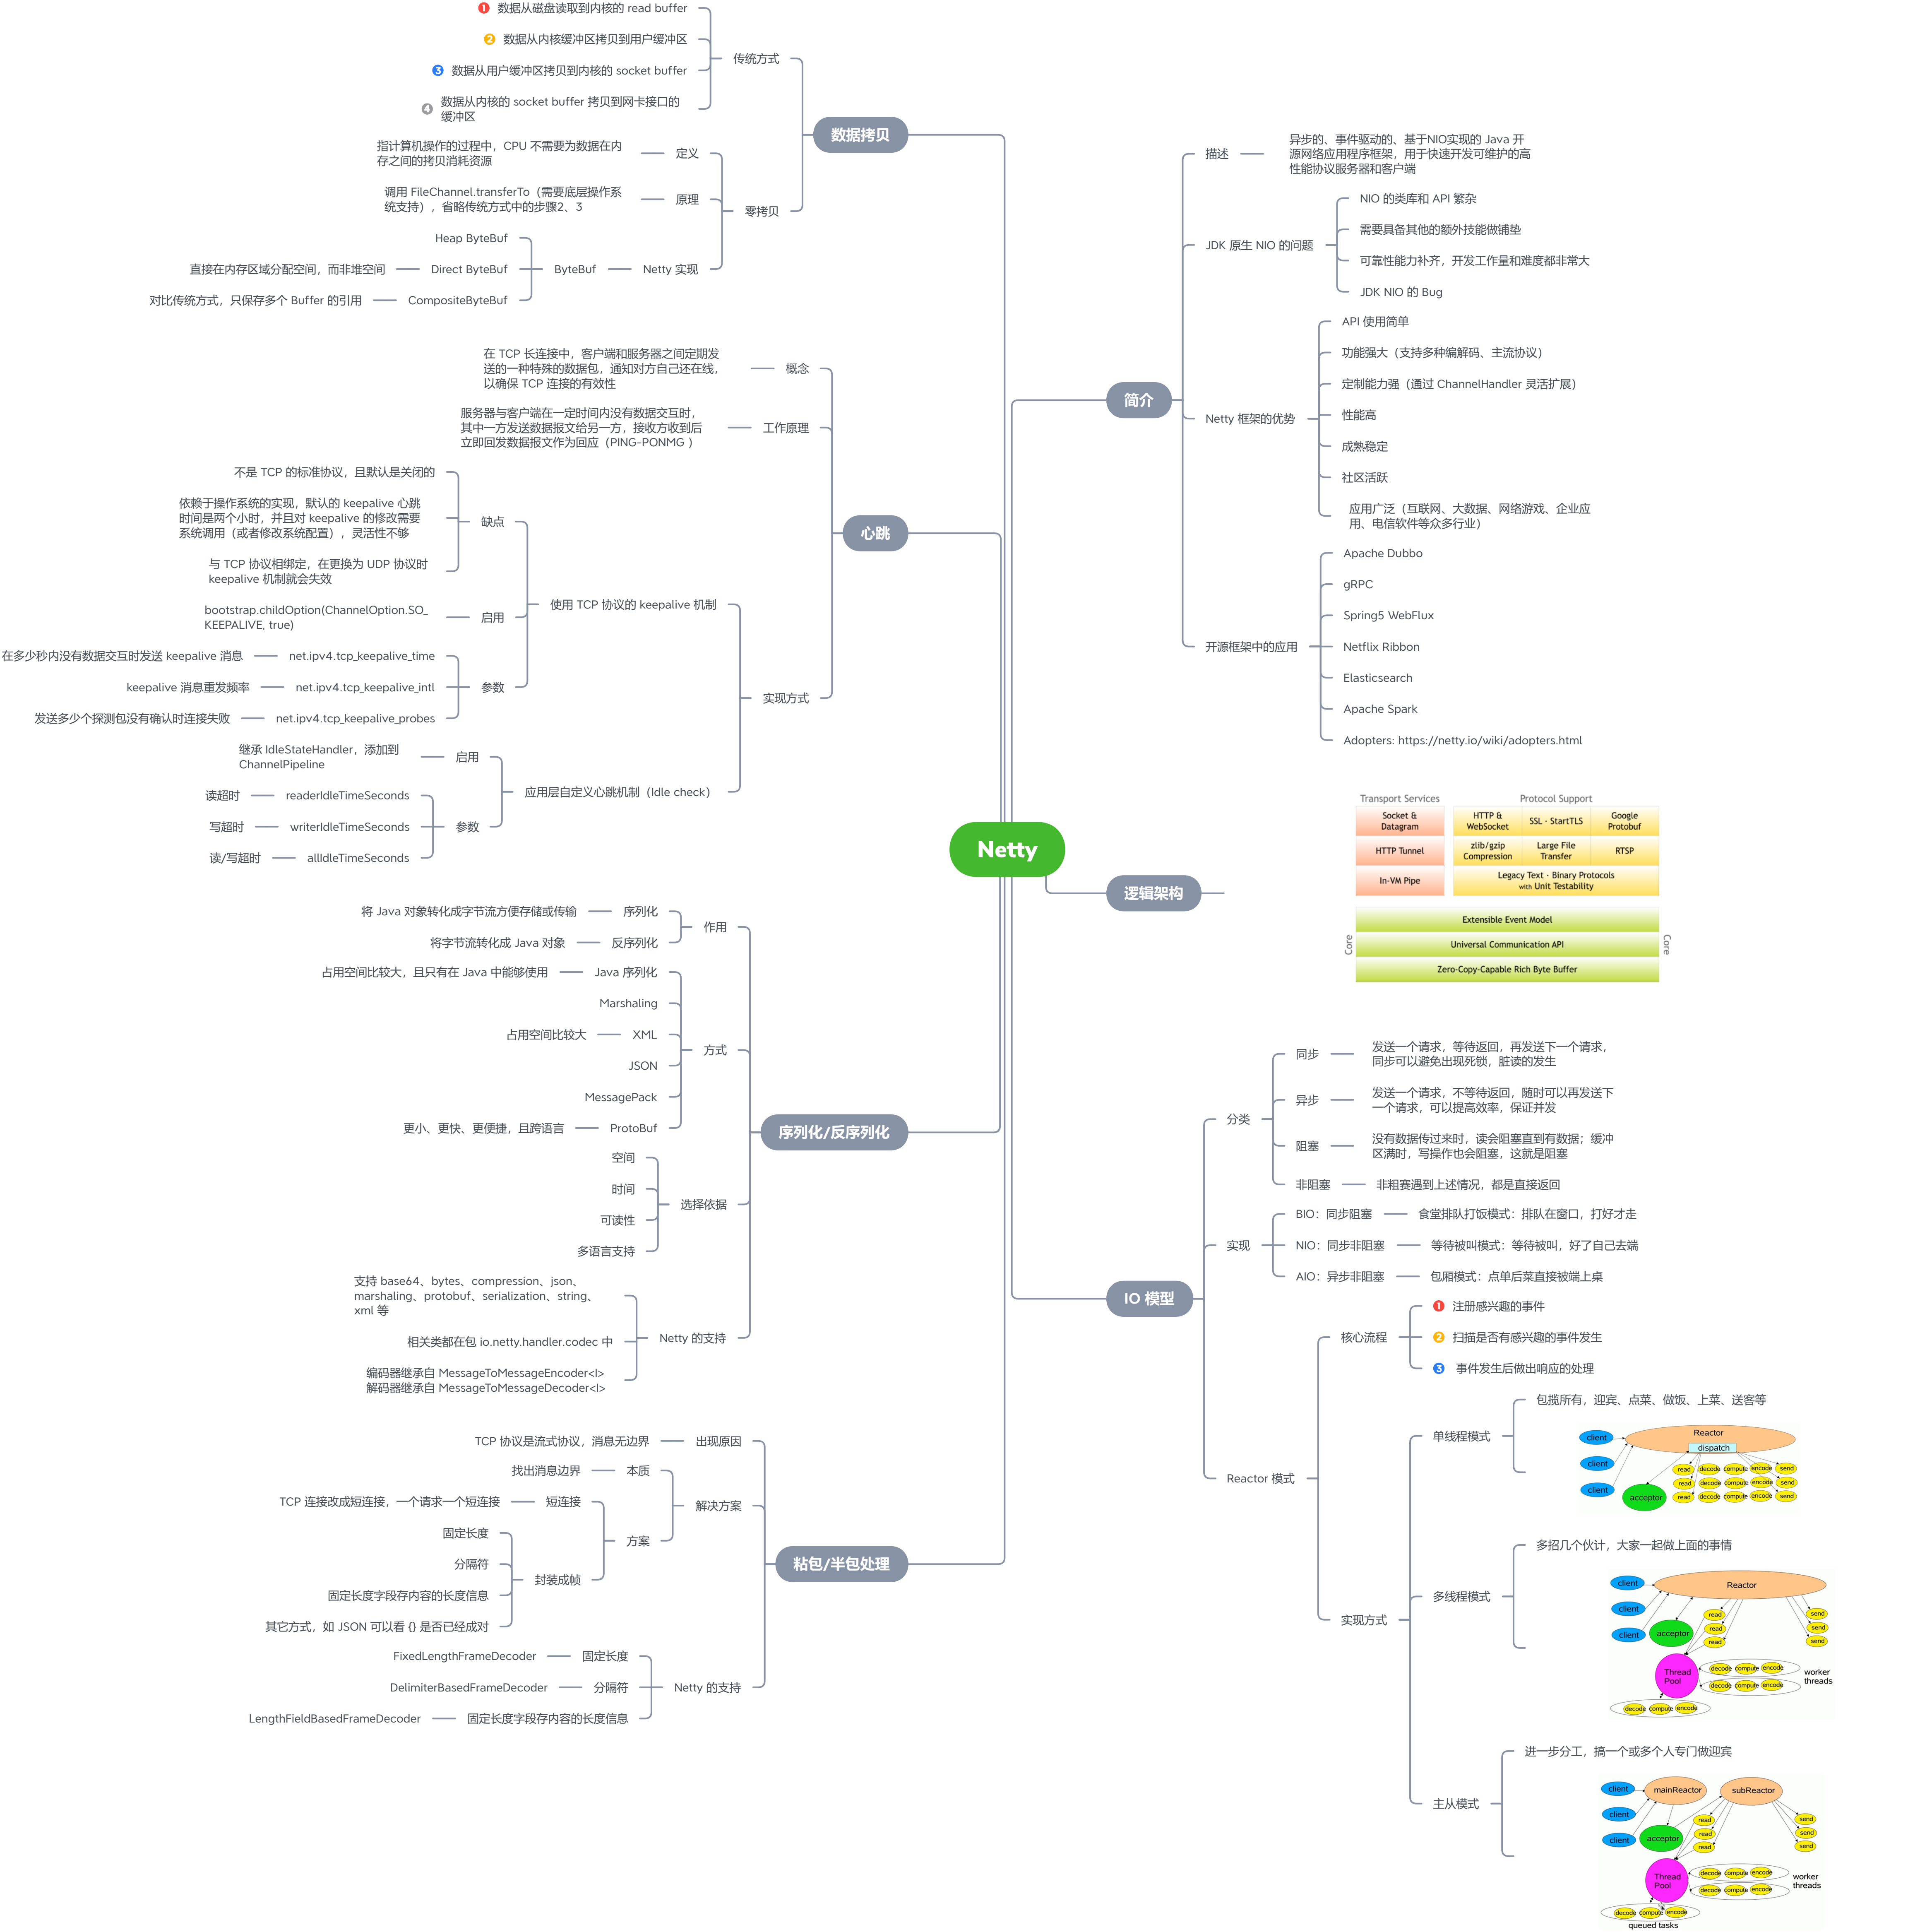 Netty
简介
描述
异步的、事件驱动的、基于NIO实现的 Java 开
源网络应用程序框架，用于快速开发可维护的高
性能协议服务器和客户端
JDK 原生 NIO 的问题
NIO 的类库和 API 繁杂
需要具备其他的额外技能做铺垫
可靠性能力补齐，开发工作量和难度都非常大
JDK NIO 的 Bug
Netty 框架的优势
API 使用简单
功能强大（支持多种编解码、主流协议）
定制能力强（通过 ChannelHandler 灵活扩展）
性能高
成熟稳定
社区活跃
应用广泛（互联网、大数据、网络游戏、企业应
用、电信软件等众多行业）
开源框架中的应用
Apache Dubbo
gRPC
Spring5 WebFlux
Netflix Ribbon
Elasticsearch
Apache Spark
Adopters: https://netty.io/wiki/adopters.html
逻辑架构
Transport Services
Protocol Support
Socket &
Datagram
HTTP &
WebSocket
SSL · StartTLS
Google
Protobuf
HTTP Tunnel
zlib/gzip
Compression
Large File
Transfer
RTSP
In-VM Pipe
Legacy Text · Binary Protocols
with Unit Testability
Core
Extensible Event Model
Universal Communication API
Zero-Copy-Capable Rich Byte Buffer
Core
IO 模型
分类
同步
发送一个请求，等待返回，再发送下一个请求，
同步可以避免出现死锁，脏读的发生
异步
发送一个请求，不等待返回，随时可以再发送下
一个请求，可以提高效率，保证并发
阻塞
没有数据传过来时，读会阻塞直到有数据；缓冲
区满时，写操作也会阻塞，这就是阻塞
非阻塞
非粗赛遇到上述情况，都是直接返回
实现
BIO：同步阻塞
食堂排队打饭模式：排队在窗口，打好才走
NIO：同步非阻塞
等待被叫模式：等待被叫，好了自己去端
AIO：异步非阻塞
包厢模式：点单后菜直接被端上桌
Reactor 模式
核心流程
1 注册感兴趣的事件
2 扫描是否有感兴趣的事件发生
3 事件发生后做出响应的处理
实现方式
单线程模式
包揽所有，迎宾、点菜、做饭、上菜、送客等
Reactor
dispatch
client
client
client
acceptor
read decode compute encode send
read decode compute encode send
read decode compute encode send
多线程模式
多招几个伙计，大家一起做上面的事情
client
client
client
Reactor
acceptor
read
read
read
send
send
send
Thread
Pool
decode compute encode
decode compute encode
worker
threads
decode compute encode
主从模式
进一步分工，搞一个或多个人专门做迎宾
client
client
client
mainReactor
subReactor
acceptor
read
read
read
send
send
send
Thread
Pool
decode compute encode
decode compute encode
worker
threads
decode compute encode
queued tasks
数据拷贝
传统方式
1 数据从磁盘读取到内核的 read buffer
2 数据从内核缓冲区拷贝到用户缓冲区
3 数据从用户缓冲区拷贝到内核的 socket buffer
4 数据从内核的 socket buffer 拷贝到网卡接口的
缓冲区
零拷贝
定义
指计算机操作的过程中，CPU 不需要为数据在内
存之间的拷贝消耗资源
原理
调用 FileChannel.transferTo（需要底层操作系
统支持），省略传统方式中的步骤2、3
Netty 实现
ByteBuf
Heap ByteBuf
Direct ByteBuf
直接在内存区域分配空间，而非堆空间
CompositeByteBuf
对比传统方式，只保存多个 Buffer 的引用
心跳
概念
在 TCP 长连接中，客户端和服务器之间定期发
送的一种特殊的数据包，通知对方自己还在线，
以确保 TCP 连接的有效性
工作原理
服务器与客户端在一定时间内没有数据交互时，
其中一方发送数据报文给另一方，接收方收到后
立即回发数据报文作为回应（PING-PONMG ）
实现方式
使用 TCP 协议的 keepalive 机制
缺点
不是 TCP 的标准协议，且默认是关闭的
依赖于操作系统的实现，默认的 keepalive 心跳
时间是两个小时，并且对 keepalive 的修改需要
系统调用（或者修改系统配置），灵活性不够
与 TCP 协议相绑定，在更换为 UDP 协议时
keepalive 机制就会失效
启用
bootstrap.childOption(ChannelOption.SO_
KEEPALIVE, true)
参数
net.ipv4.tcp_keepalive_time
在多少秒内没有数据交互时发送 keepalive 消息
net.ipv4.tcp_keepalive_intl
keepalive 消息重发频率
net.ipv4.tcp_keepalive_probes
发送多少个探测包没有确认时连接失败
应用层自定义心跳机制（Idle check）
启用
继承 IdleStateHandler，添加到
ChannelPipeline
参数
readerIdleTimeSeconds
读超时
writerIdleTimeSeconds
写超时
allIdleTimeSeconds
读/写超时
序列化/反序列化
作用
序列化
将 Java 对象转化成字节流方便存储或传输
反序列化
将字节流转化成 Java 对象
方式
Java 序列化
占用空间比较大，且只有在 Java 中能够使用
Marshaling
XML
占用空间比较大
JSON
MessagePack
ProtoBuf
更小、更快、更便捷，且跨语言
选择依据
空间
时间
可读性
多语言支持
Netty 的支持
支持 base64、bytes、compression、json、
marshaling、protobuf、serialization、string、
xml 等
相关类都在包 io.netty.handler.codec 中
编码器继承自 MessageToMessageEncoder<I>
解码器继承自 MessageToMessageDecoder<I>
粘包/半包处理
出现原因
TCP 协议是流式协议，消息无边界
解决方案
本质
找出消息边界
方案
短连接
TCP 连接改成短连接，一个请求一个短连接
封装成帧
固定长度
分隔符
固定长度字段存内容的长度信息
其它方式，如 JSON 可以看 {} 是否已经成对
Netty 的支持
固定长度
FixedLengthFrameDecoder
分隔符
DelimiterBasedFrameDecoder
固定长度字段存内容的长度信息
LengthFieldBasedFrameDecoder